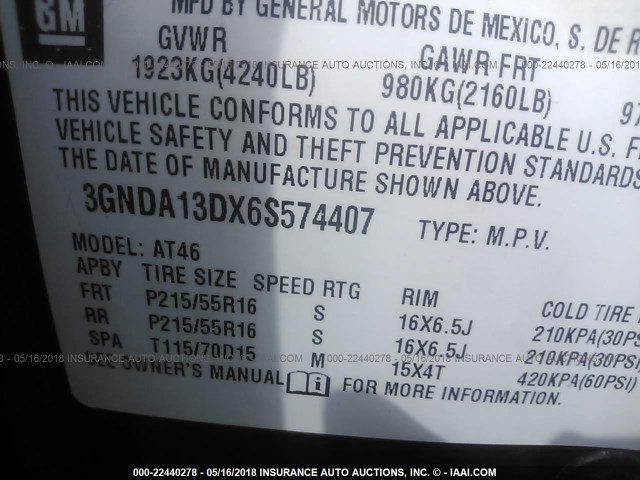 GM
MFD BY GENERAL MOTORS DE MEXICO, S. DE R
GVWR GAWR FRT
1923KG(4240LB) 980KG(2160LB) 97
THIS VEHICLE CONFORMS TO ALL APPLICABLE U.S. F
VEHICLE SAFETY AND THEFT PREVENTION STANDARDS
THE DATE OF MANUFACTURE SHOWN ABOVE.
3GNDA13DX6S574407 TYPE: M.P.V.
MODEL: AT46
APBY TIRE SIZE SPEED RTG RIM COLD TIRE
FRT P215/55R16 S 16X6.5J 210KPA(30PS
RR P215/55R16 S 16X6.5J 210KPA(30PSI)
SPA T115/70D15 M 15X4T 420KPA(60PSI)
SEE OWNER'S MANUAL FOR MORE INFORMATION.
000-22440278 - 05/16/2018 INSURANCE AUTO AUCTIONS, INC. © - IAAI.COM